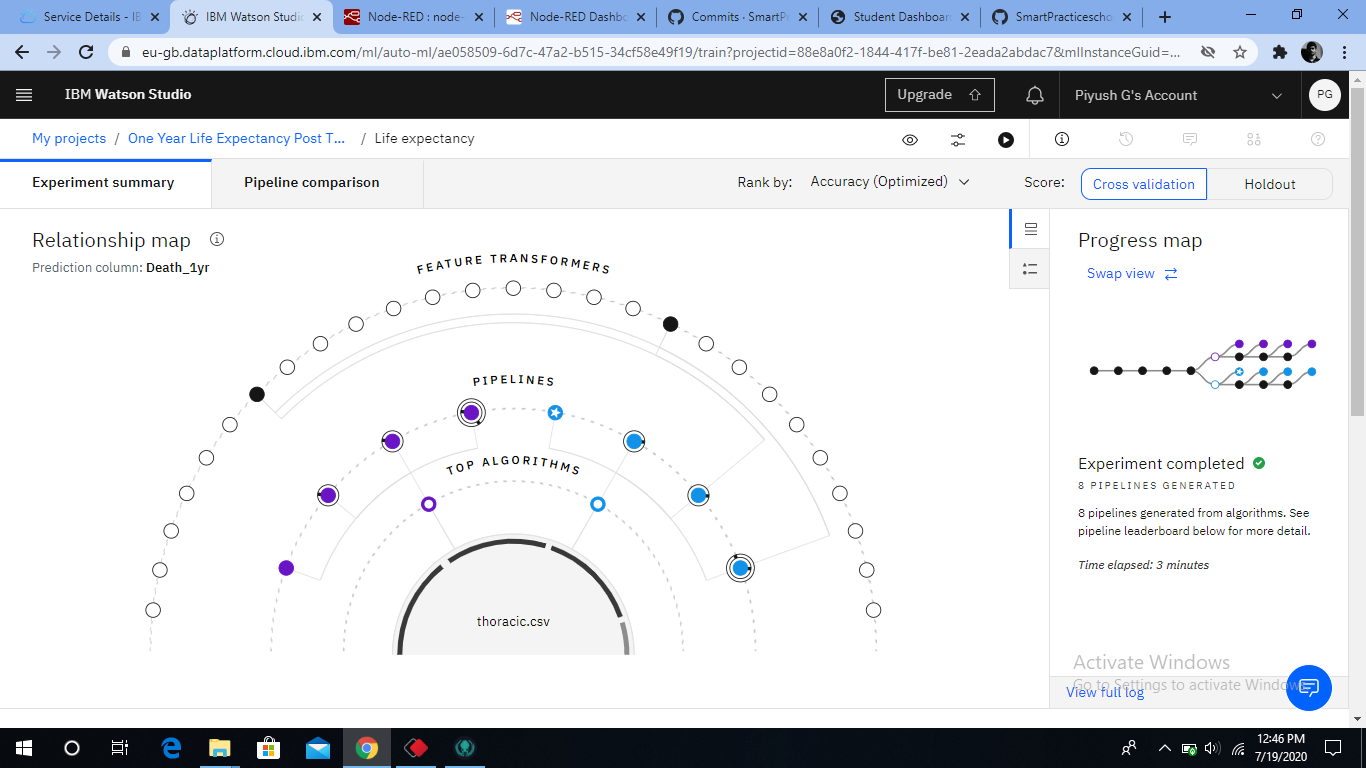 Service Details - IB
IBM Watson Studio
Node-RED : node-
Node-RED Dashbo
Commits · SmartPr
Student Dashboar
SmartPracticescho
eu-gb.dataplatform.cloud.ibm.com/ml/auto-ml/ae058509-6d7c-47a2-b515-34cf58e49f19/train?projectid=88e8a0f2-1844-417f-be81-2eada2abdac7&mlInstanceGuid=...
IBM Watson Studio
Upgrade
Piyush G's Account
PG
My projects / One Year Life Expectancy Post T... / Life expectancy
Experiment summary
Pipeline comparison
Rank by: Accuracy (Optimized)
Score: Cross validation Holdout
Relationship map
Prediction column: Death_1yr
FEATURE TRANSFORMERS
PIPELINES
TOP ALGORITHMS
thoracic.csv
Progress map
Swap view
Experiment completed
8 PIPELINES GENERATED
8 pipelines generated from algorithms. See
pipeline leaderboard below for more detail.
Time elapsed: 3 minutes
Activate Windows
Go to Settings to activate Windows.
View full log
12:46 PM
7/19/2020